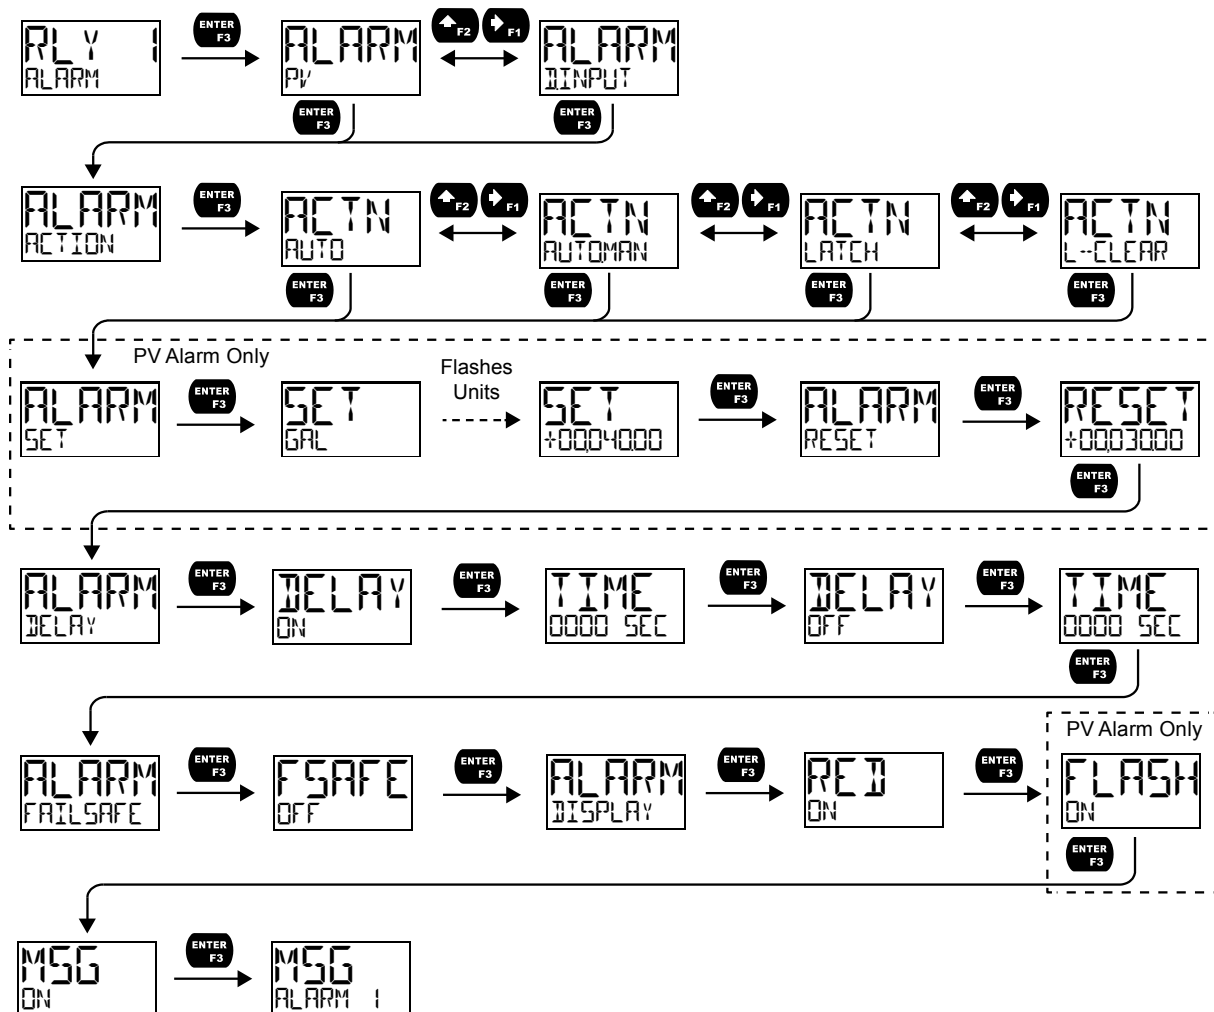 RLY 1
ALARM
ENTER
F3
ALARM
PV
F2
F1
ALARM
DINPUT
ENTER
F3
ENTER
F3
ALARM
ACTION
ENTER
F3
ACTN
AUTO
F2
F1
ACTN
AUTOMAN
F2
F1
ACTN
LATCH
F2
F1
ACTN
L--CLEAR
ENTER
F3
ENTER
F3
ENTER
F3
ENTER
F3
PV Alarm Only
ALARM
SET
ENTER
F3
SET
GAL
Flashes
Units
SET
+00,040.00
ENTER
F3
ALARM
RESET
ENTER
F3
RESET
+00,030.00
ENTER
F3
ALARM
DELAY
ENTER
F3
DELAY
ON
ENTER
F3
TIME
0000 SEC
ENTER
F3
DELAY
OFF
ENTER
F3
TIME
0000 SEC
ENTER
F3
ALARM
FAILSAFE
ENTER
F3
FSAFE
OFF
ENTER
F3
ALARM
DISPLAY
ENTER
F3
RED
ON
ENTER
F3
PV Alarm Only
FLASH
ON
ENTER
F3
MSG
ON
ENTER
F3
MSG
ALARM 1